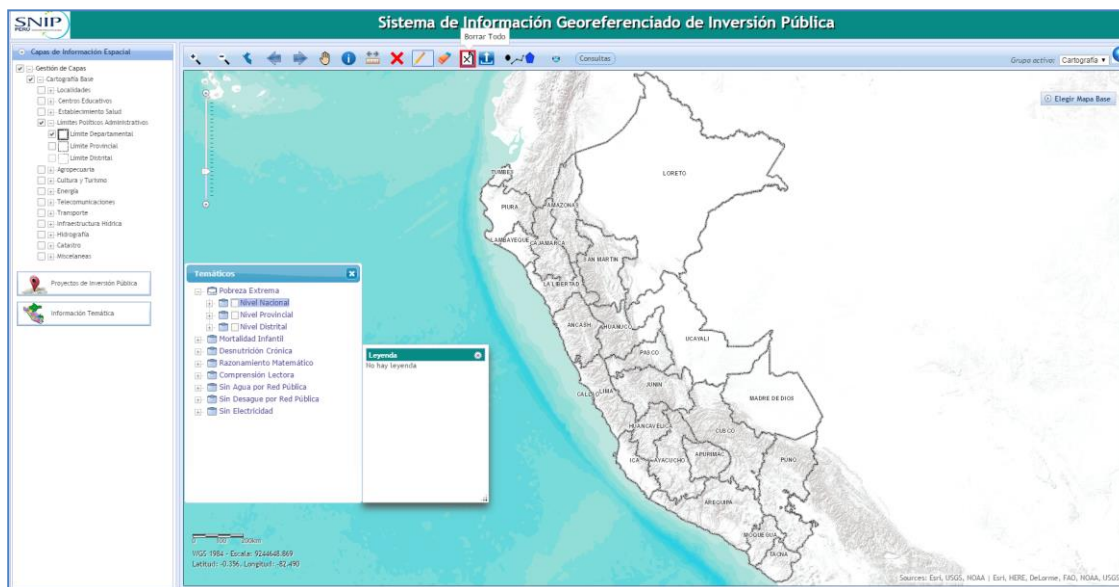 SNIP
PERÚ
Sistema de Información Georeferenciado de Inversión Pública
Borrar Todo
Consultas
Grupo activo: Cartografía
Capas de Información Espacial
Gestión de Capas
Cartografía Base
Localidades
Centros Educativos
Establecimiento Salud
Límites Políticos Administrativos
Límite Departamental
Límite Provincial
Límite Distrital
Agropecuaria
Cultura y Turismo
Energía
Telecomunicaciones
Transporte
Infraestructura Hídrica
Hidrografía
Catastro
Miscelaneas
Proyectos de Inversión Pública
Información Temática
Elegir Mapa Base
TUMBES
PIURA
LAMBAYEQUE
CAJAMARCA
AMAZONAS
LORETO
SAN MARTIN
LA LIBERTAD
ANCASH
HUANUCO
UCAYALI
PASCO
LIMA
CALLAO
JUNIN
MADRE DE DIOS
HUANCAVELICA
CUSCO
ICA
AYACUCHO
APURIMAC
PUNO
AREQUIPA
MOQUEGUA
TACNA
Temáticos
Pobreza Extrema
Nivel Nacional
Nivel Provincial
Nivel Distrital
Mortalidad Infantil
Desnutrición Crónica
Razonamiento Matemático
Comprensión Lectora
Sin Agua por Red Pública
Sin Desague por Red Pública
Sin Electricidad
Leyenda
No hay leyenda
WGS 1984 - Escala: 9244648.869
Latitud: -0.356, Longitud: -82.490
Sources: Esri, USGS, NOAA | Esri, HERE, DeLorme, FAO, NOAA, USGS